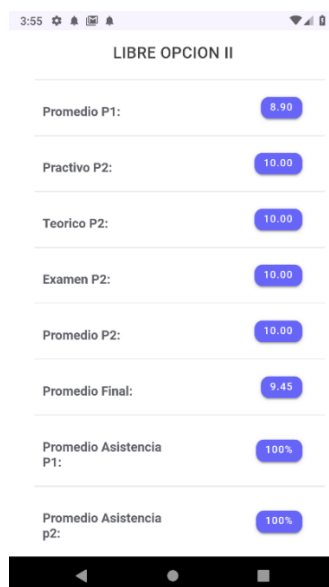 3:55
LIBRE OPCION II
Promedio P1: 8.90
Practivo P2: 10.00
Teorico P2: 10.00
Examen P2: 10.00
Promedio P2: 10.00
Promedio Final: 9.45
Promedio Asistencia
P1: 100%
Promedio Asistencia
p2: 100%